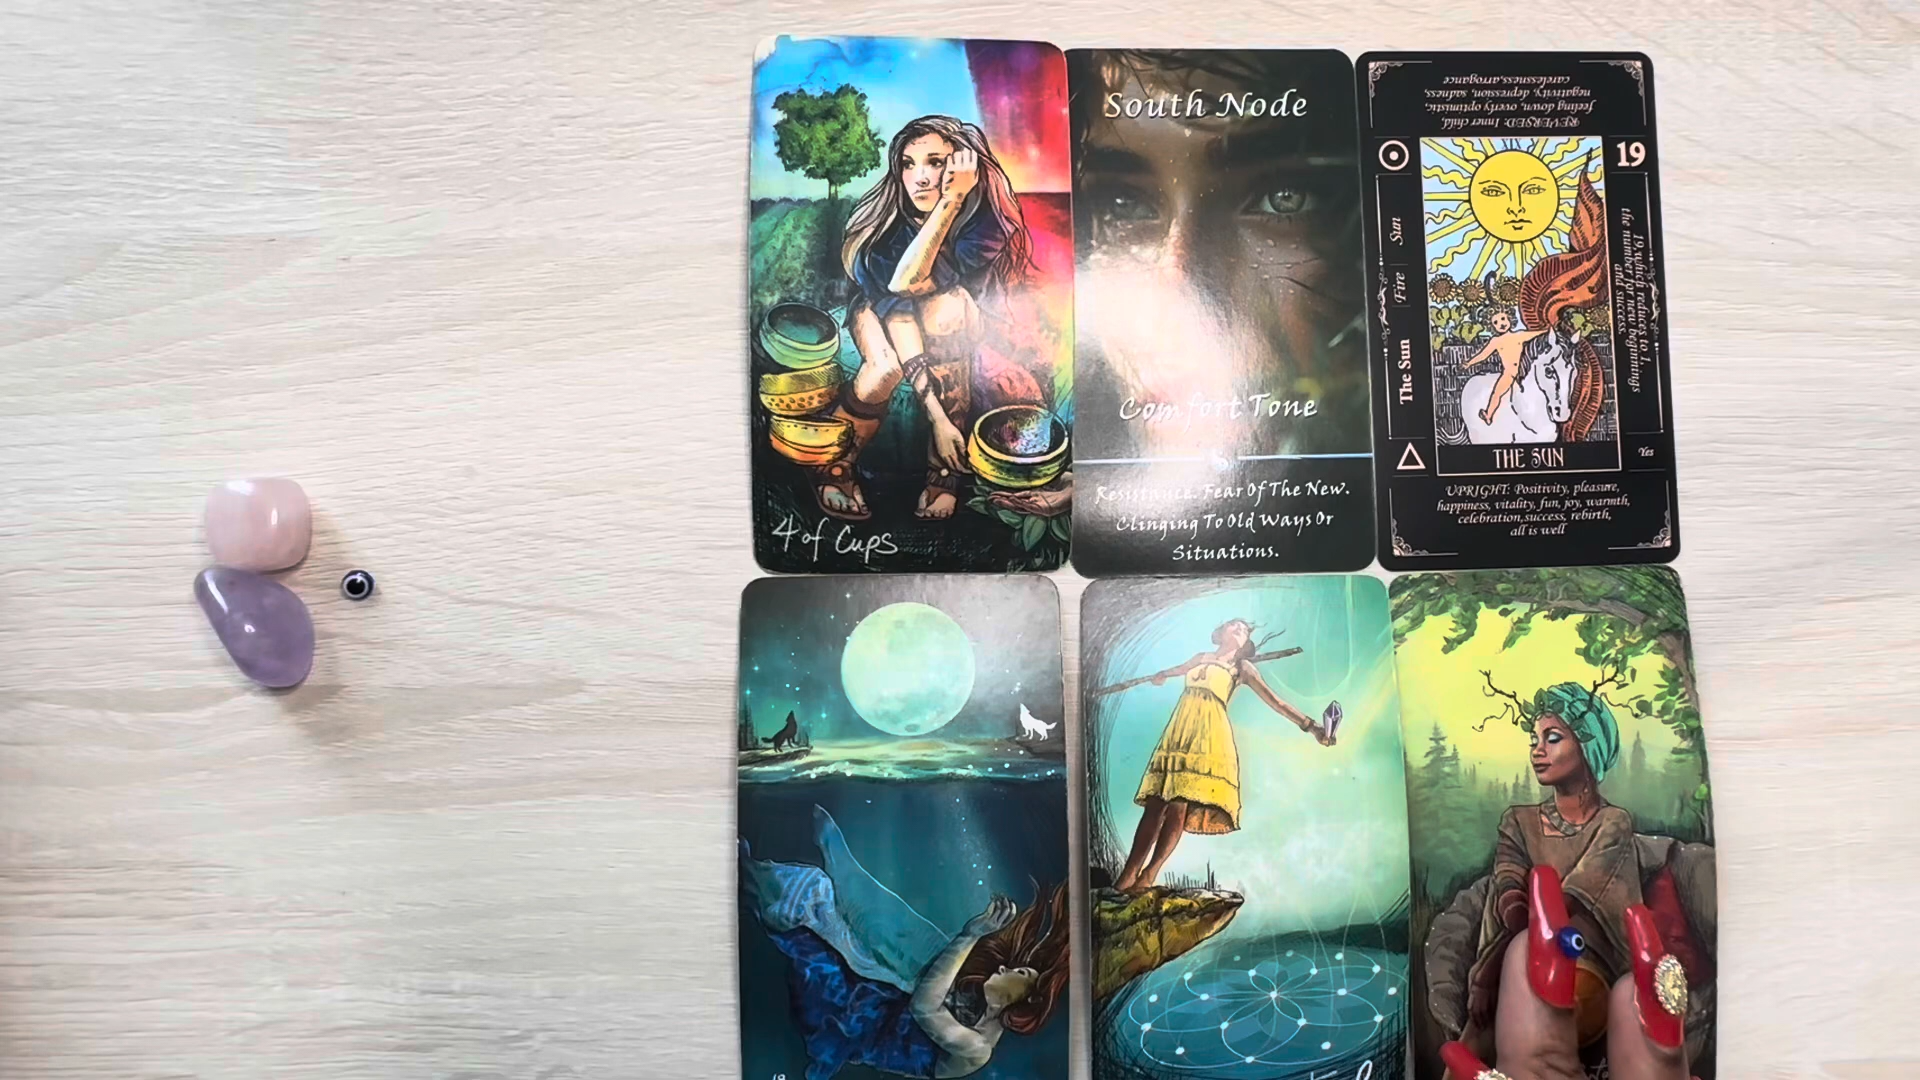 4 of Cups
South Node
Comfort Tone
Resistance. Fear Of The New.
Clinging To Old Ways Or
Situations.
REVERSED: Inner child,
feeling down, overly optimistic,
negativity, depression, sadness,
carelessness,arrogance
19
XIX
The Sun
Fire
Sun
19, which reduces to 1,
the number for new beginnings
and success.
THE SUN
Yes
UPRIGHT: Positivity, pleasure,
happiness, vitality, fun, joy, warmth,
celebration,success, rebirth,
all is well
18